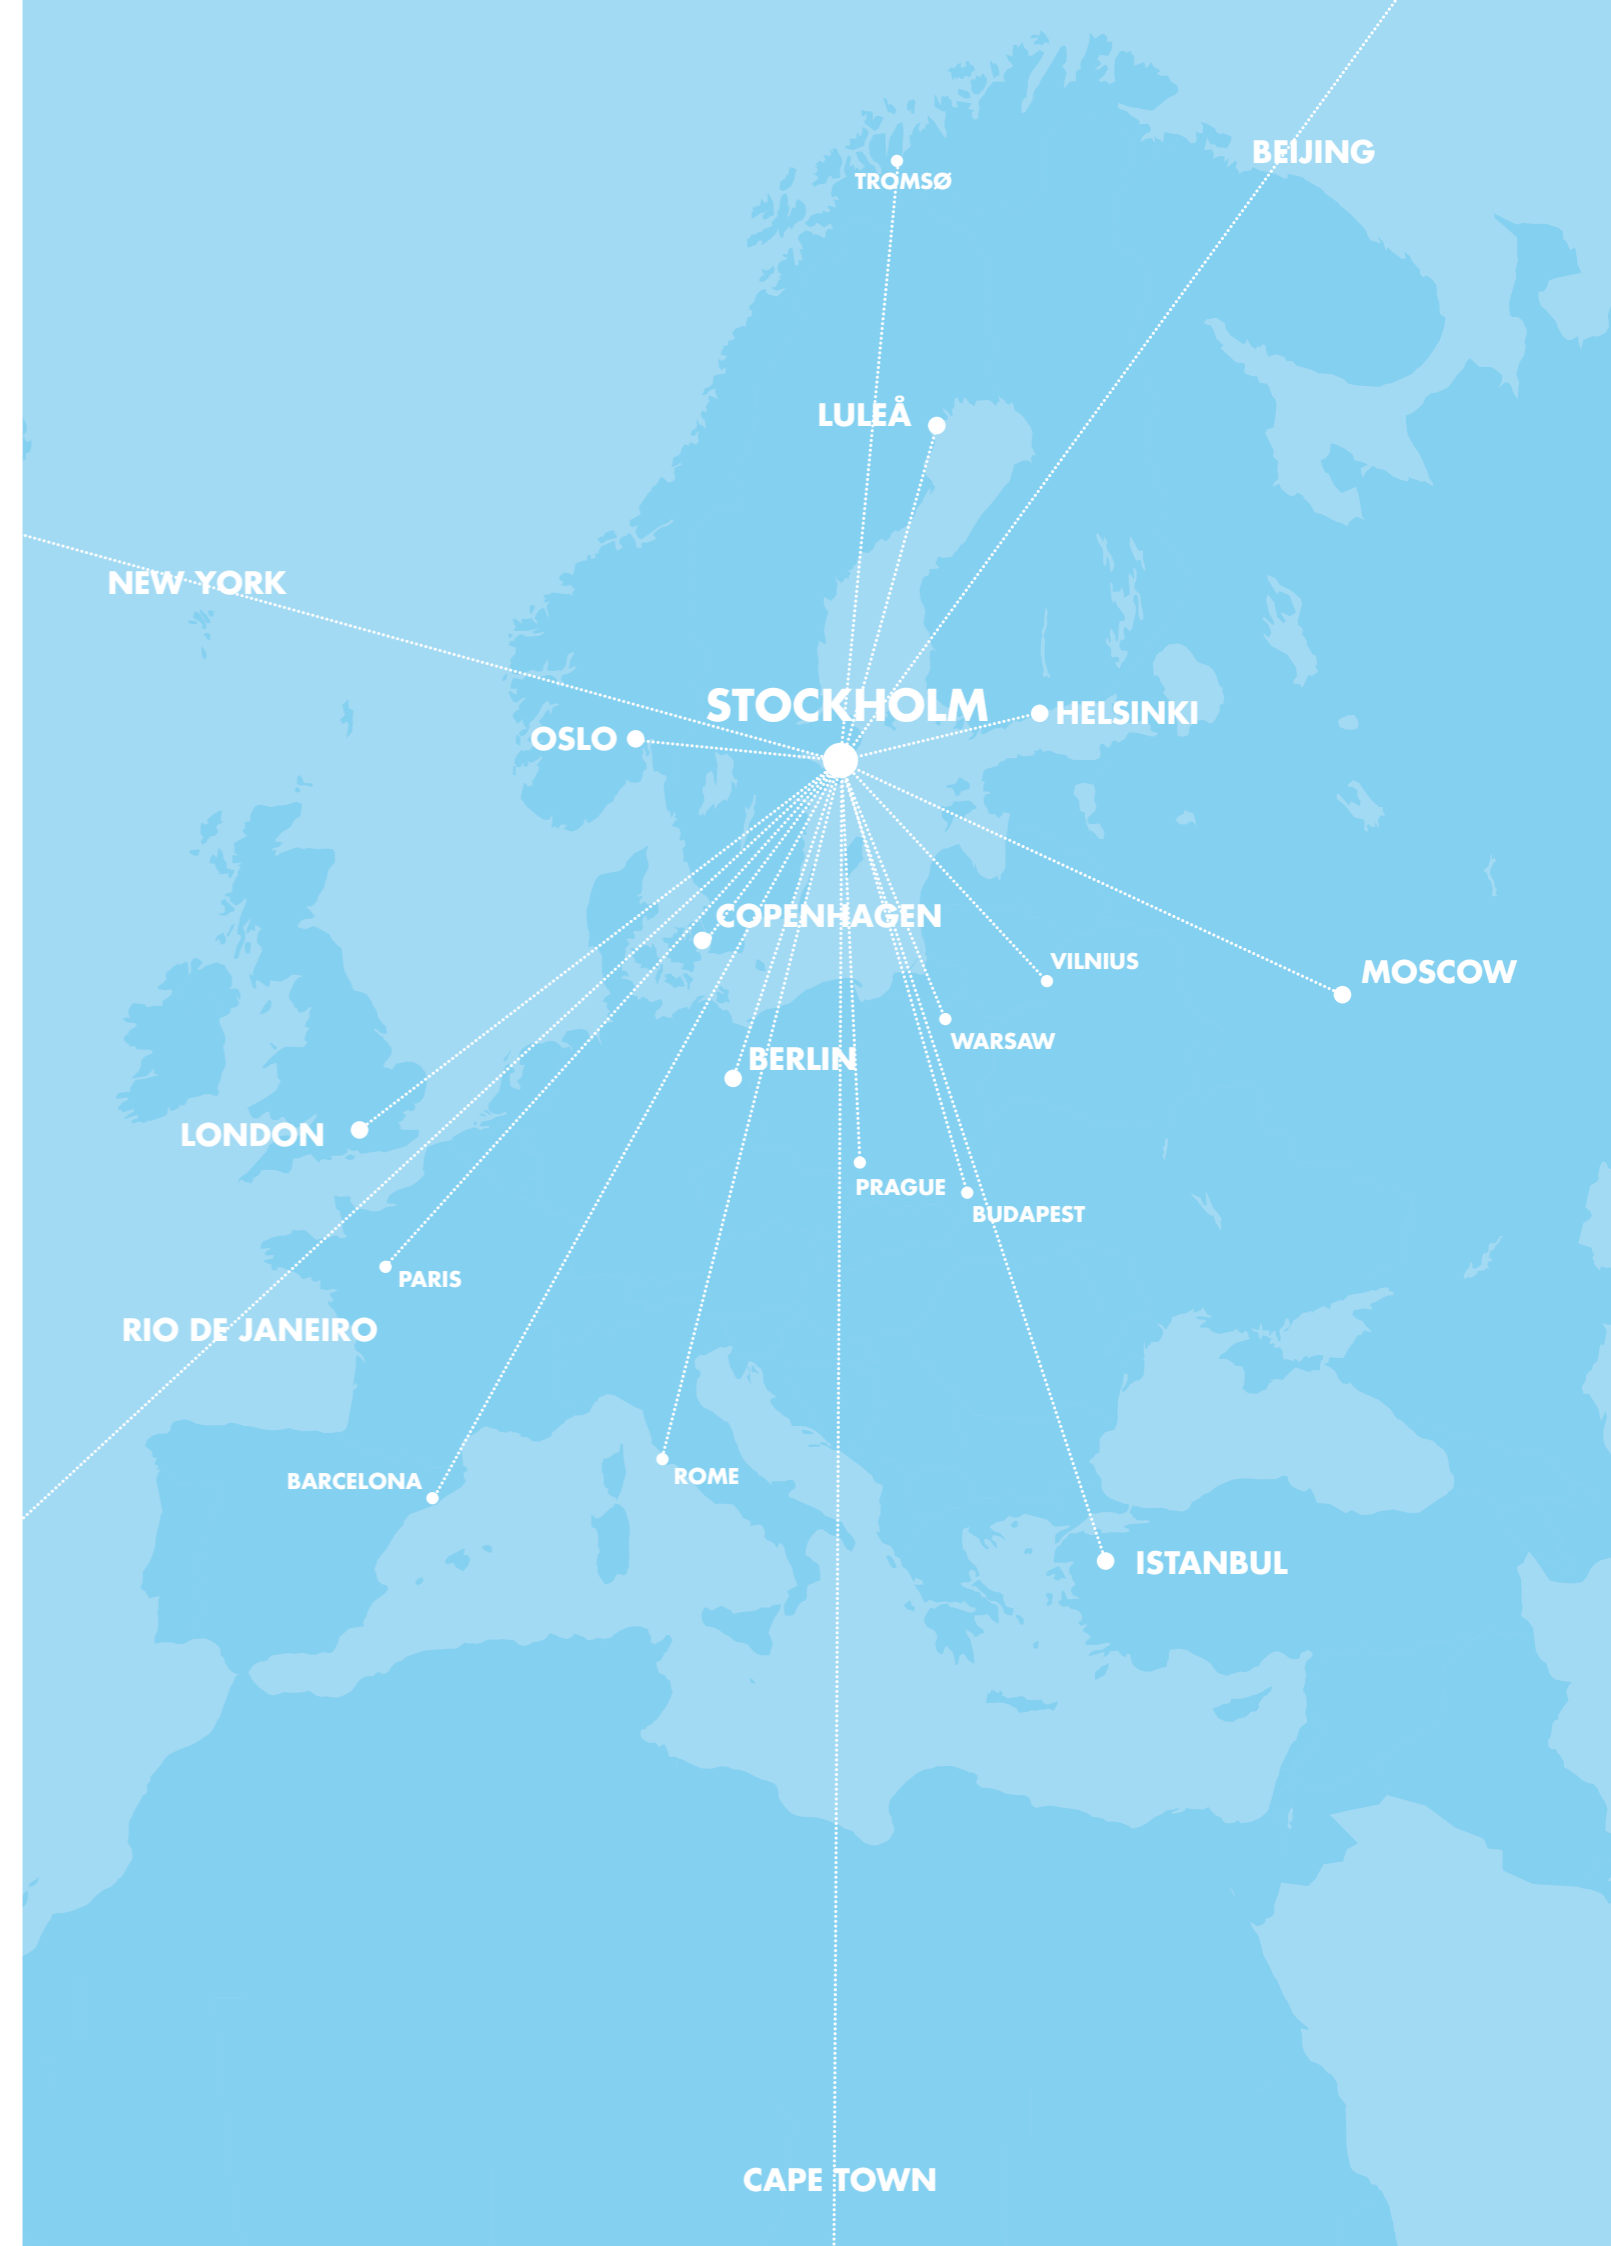 BEIJING
TROMSØ
LULEÅ
NEW YORK
STOCKHOLM
HELSINKI
OSLO
COPENHAGEN
VILNIUS
MOSCOW
WARSAW
BERLIN
LONDON
PRAGUE
BUDAPEST
PARIS
RIO DE JANEIRO
BARCELONA
ROME
ISTANBUL
CAPE TOWN